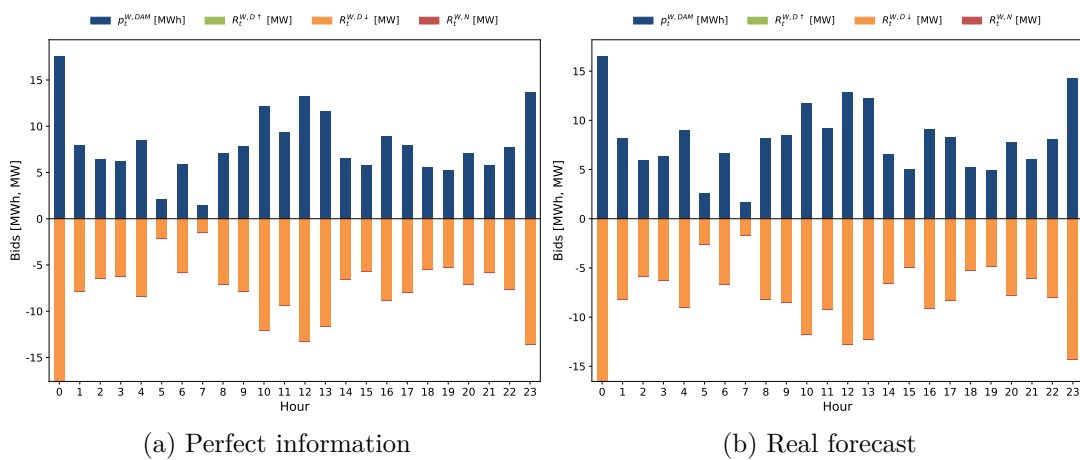 p_t^{W,DAM} [MWh] R_t^{W,D↑} [MW] R_t^{W,D↓} [MW] R_t^{W,N} [MW]
Bids [MWh, MW]
15
10
5
0
-5
-10
-15
0 1 2 3 4 5 6 7 8 9 10 11 12 13 14 15 16 17 18 19 20 21 22 23
Hour
(a) Perfect information
p_t^{W,DAM} [MWh] R_t^{W,D↑} [MW] R_t^{W,D↓} [MW] R_t^{W,N} [MW]
Bids [MWh, MW]
15
10
5
0
-5
-10
-15
0 1 2 3 4 5 6 7 8 9 10 11 12 13 14 15 16 17 18 19 20 21 22 23
Hour
(b) Real forecast